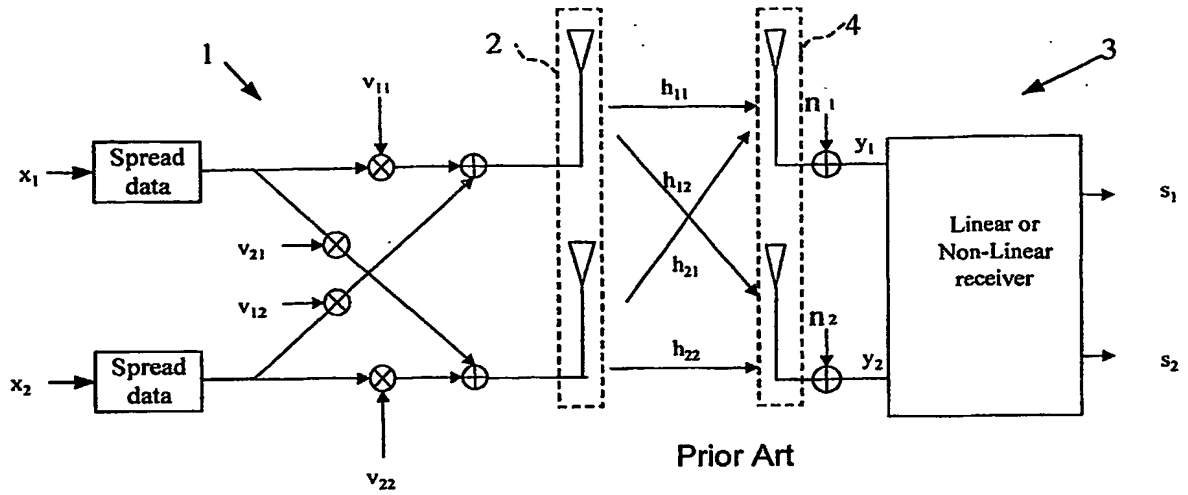 1
2
4
3
v₁₁
h₁₁
n₁
x₁
Spread
data
y₁
s₁
h₁₂
v₂₁
Linear or
Non-Linear
receiver
h₂₁
v₁₂
n₂
x₂
Spread
data
h₂₂
y₂
s₂
v₂₂
Prior Art